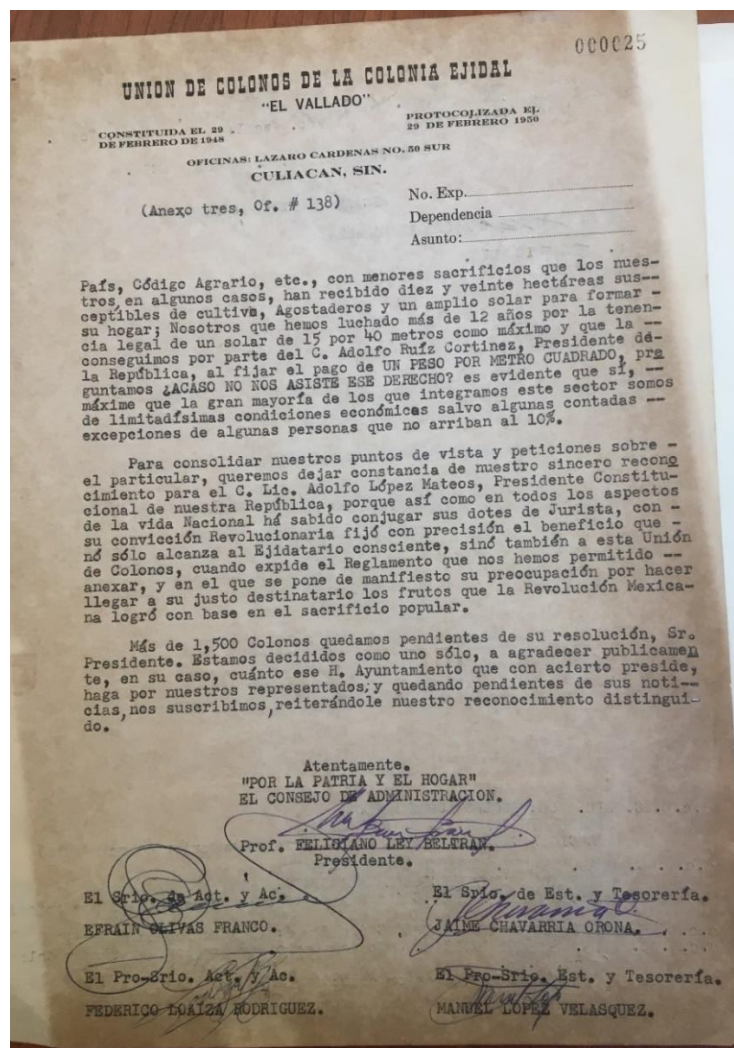 000025
UNION DE COLONOS DE LA COLONIA EJIDAL
"EL VALLADO"
CONSTITUIDA EL 29
DE FEBRERO DE 1948
PROTOCOLIZADA EL
29 DE FEBRERO 1950
OFICINAS: LAZARO CARDENAS NO. 50 SUR
CULIACAN, SIN.
(Anexo tres, Of. # 138)
No. Exp.
Dependencia
Asunto:
País, Código Agrario, etc., con menores sacrificios que los nues-
tros, en algunos casos, han recibido diez y veinte hectáreas sus--
ceptibles de cultivo, Agostaderos y un amplio solar para formar -
su hogar; Nosotros que hemos luchado más de 12 años por la tenen-
cia legal de un solar de 15 por 40 metros como máximo y que la --
conseguimos por parte del C. Adolfo Ruíz Cortinez, Presidente de-
la República, al fijar el pago de UN PESO POR METRO CUADRADO, pre
guntamos ¿ACASO NO NOS ASISTE ESE DERECHO? es evidente que sí, --
máxime que la gran mayoría de los que integramos este sector somos
de limitadísimas condiciones económicas salvo algunas contadas --
excepciones de algunas personas que no arriban al 10%.
Para consolidar nuestros puntos de vista y peticiones sobre -
el particular, queremos dejar constancia de nuestro sincero recono
cimiento para el C. Lic. Adolfo López Mateos, Presidente Constitu-
cional de nuestra República, porque así como en todos los aspectos
de la vida Nacional há sabido conjugar sus dotes de Jurista, con -
su convicción Revolucionaria fijó con precisión el beneficio que -
nó sólo alcanza al Ejidatario consciente, sinó también a esta Unión
de Colonos, cuando expide el Reglamento que nos hemos permitido --
anexar, y en el que se pone de manifiesto su preocupación por hacer
llegar a su justo destinatario los frutos que la Revolución Mexica-
na logró con base en el sacrificio popular.
Más de 1,500 Colonos quedamos pendientes de su resolución, Sr.
Presidente. Estamos decididos como uno sólo, a agradecer publicamen
te, en su caso, cuánto ese H. Ayuntamiento que con acierto preside,
haga por nuestros representados, y quedando pendientes de sus noti--
cias, nos suscribimos, reiterándole nuestro reconocimiento distingui-
do.
Atentamente.
"POR LA PATRIA Y EL HOGAR"
EL CONSEJO DE ADMINISTRACION.
Prof. FELICIANO LEY BELTRAN.
Presidente.
El Srio. de Act. y Ac.
El Srio. de Est. y Tesorería.
EFRAIN OLIVAS FRANCO.
JAIME CHAVARRIA ORONA.
El Pro-Srio. Act. y Ac.
El Pro-Srio. Est. y Tesorería.
FEDERICO LOAIZA RODRIGUEZ.
MANUEL LOPEZ VELASQUEZ.